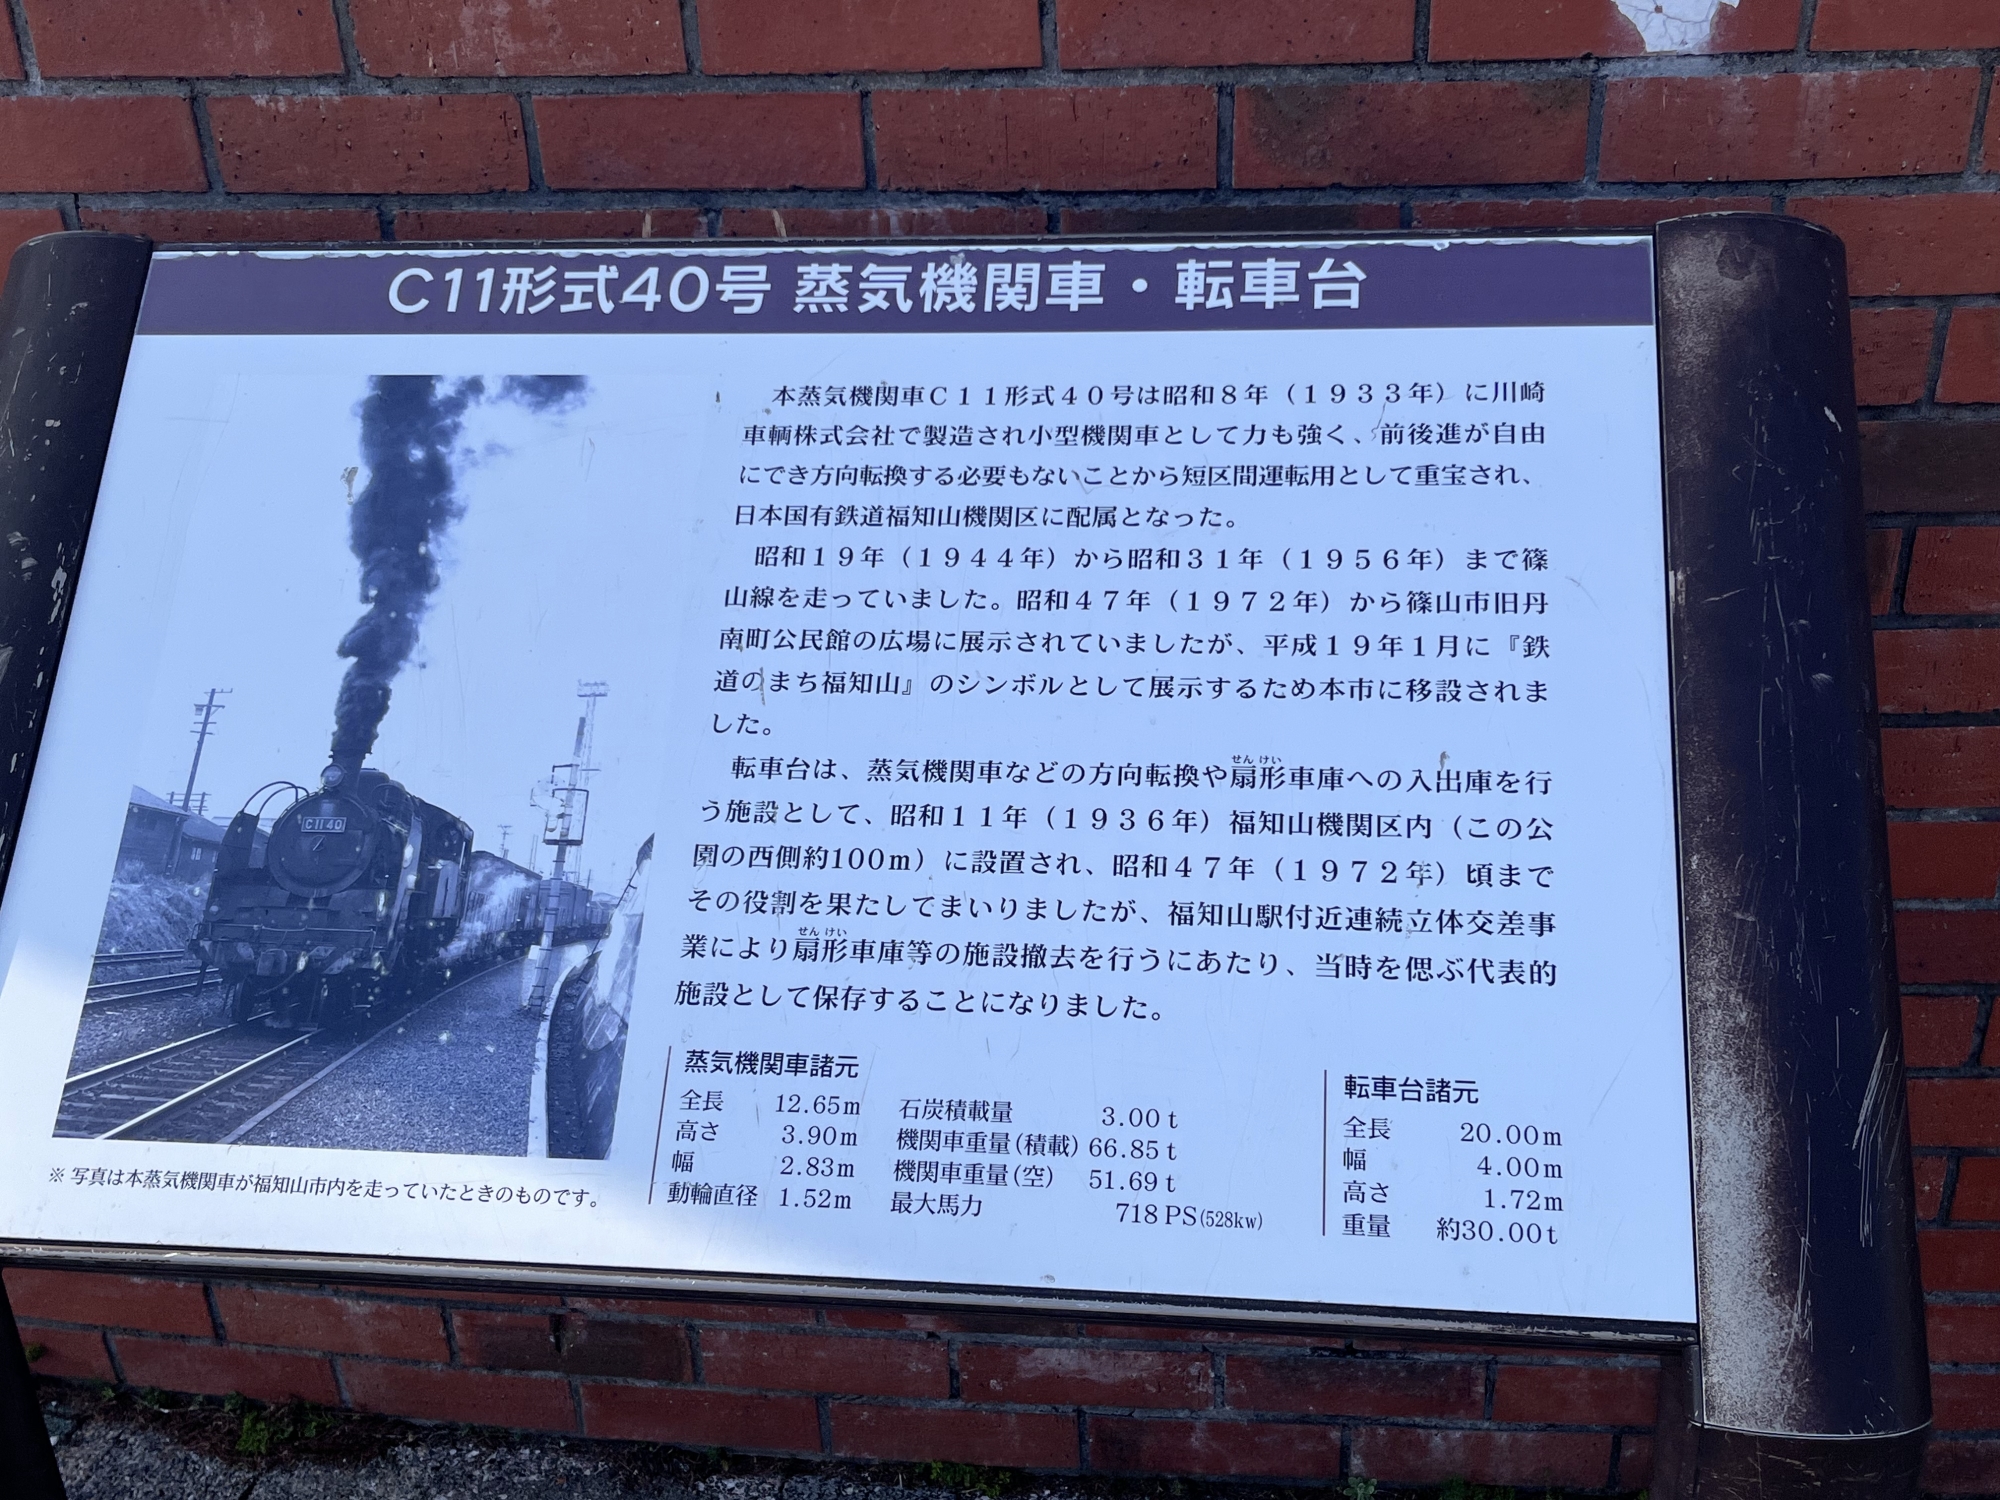 C11形式40号 蒸気機関車・転車台
本蒸気機関車C11形式40号は昭和8年（1933年）に川崎
車輌株式会社で製造され小型機関車として力も強く、前後進が自由
にでき方向転換する必要もないことから短区間運転用として重宝され、
日本国有鉄道福知山機関区に配属となった。
昭和19年（1944年）から昭和31年（1956年）まで篠
山線を走っていました。昭和47年（1972年）から篠山市旧丹
南町公民館の広場に展示されていましたが、平成19年1月に『鉄
道のまち福知山』のシンボルとして展示するため本市に移設されま
した。
せん けい
転車台は、蒸気機関車などの方向転換や扇形車庫への入出庫を行
う施設として、昭和11年（1936年）福知山機関区内（この公
園の西側約100m）に設置され、昭和47年（1972年）頃まで
その役割を果たしてまいりましたが、福知山駅付近連続立体交差事
せん けい
業により扇形車庫等の施設撤去を行うにあたり、当時を偲ぶ代表的
施設として保存することになりました。
C11 40
※ 写真は本蒸気機関車が福知山市内を走っていたときのものです。
蒸気機関車諸元
全長 12.65m 石炭積載量 3.00t
高さ 3.90m 機関車重量(積載) 66.85t
幅 2.83m 機関車重量(空) 51.69t
動輪直径 1.52m 最大馬力 718PS(528kw)
転車台諸元
全長 20.00m
幅 4.00m
高さ 1.72m
重量 約30.00t